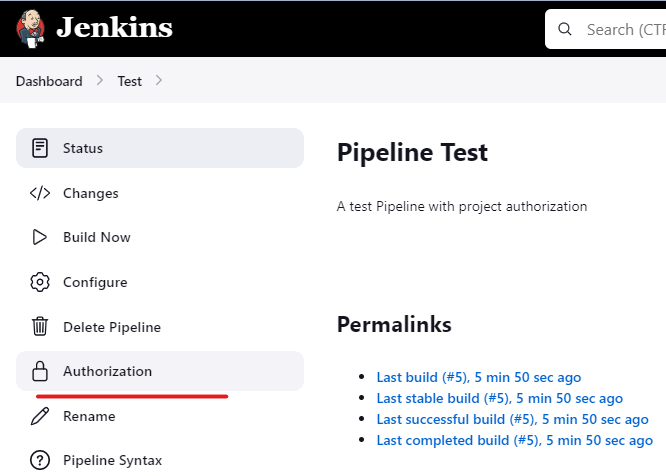 Jenkins
Search (CTR
Dashboard
Test
Status
Changes
Build Now
Configure
Delete Pipeline
Authorization
Rename
Pipeline Syntax
Pipeline Test
A test Pipeline with project authorization
Permalinks
Last build (#5), 5 min 50 sec ago
Last stable build (#5), 5 min 50 sec ago
Last successful build (#5), 5 min 50 sec ago
Last completed build (#5), 5 min 50 sec ago